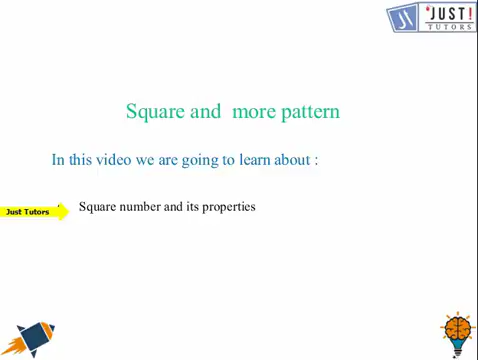 'JUST!
TUTORS
Square and more pattern
In this video we are going to learn about :
Just Tutors
Square number and its properties